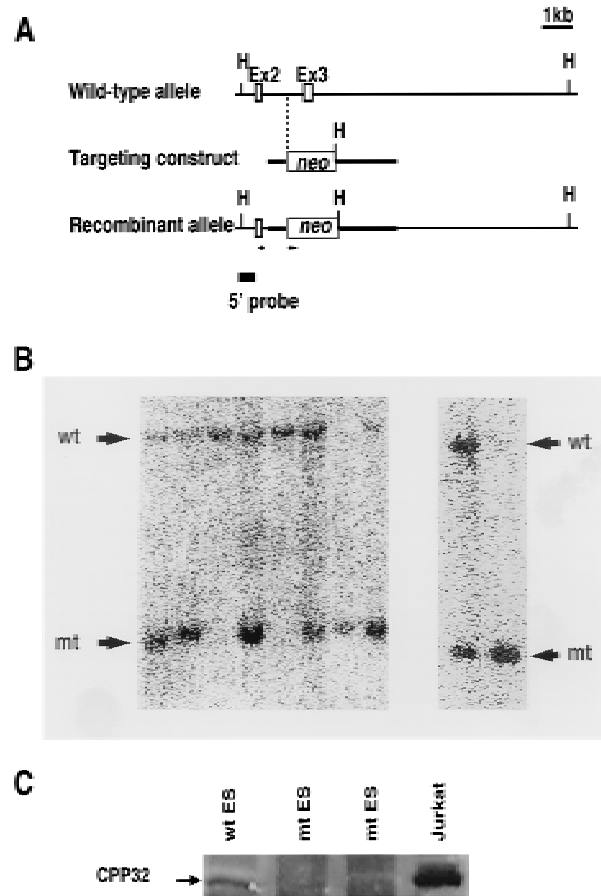 A
1kb
H
Ex2
Ex3
H
Wild-type allele
H
Targeting construct
neo
H
H
H
Recombinant allele
neo
5' probe
B
wt
wt
mt
mt
C
wt ES
mt ES
mt ES
Jurkat
CPP32